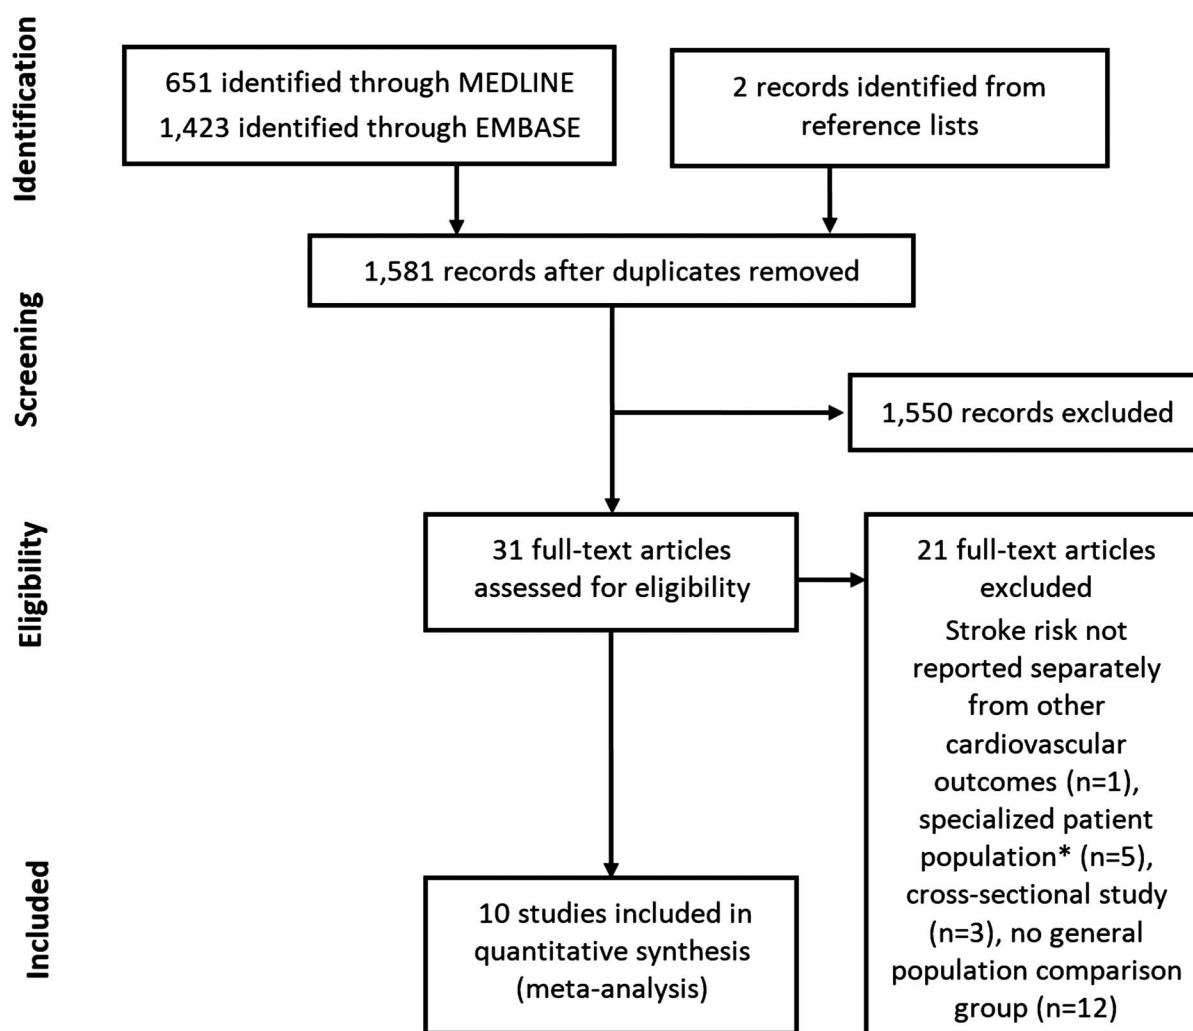 Identification
651 identified through MEDLINE
1,423 identified through EMBASE
2 records identified from
reference lists
1,581 records after duplicates removed
Screening
1,550 records excluded
Eligibility
31 full-text articles
assessed for eligibility
21 full-text articles
excluded
Stroke risk not
reported separately
from other
cardiovascular
outcomes (n=1),
specialized patient
population* (n=5),
cross-sectional study
(n=3), no general
population comparison
group (n=12)
Included
10 studies included in
quantitative synthesis
(meta-analysis)